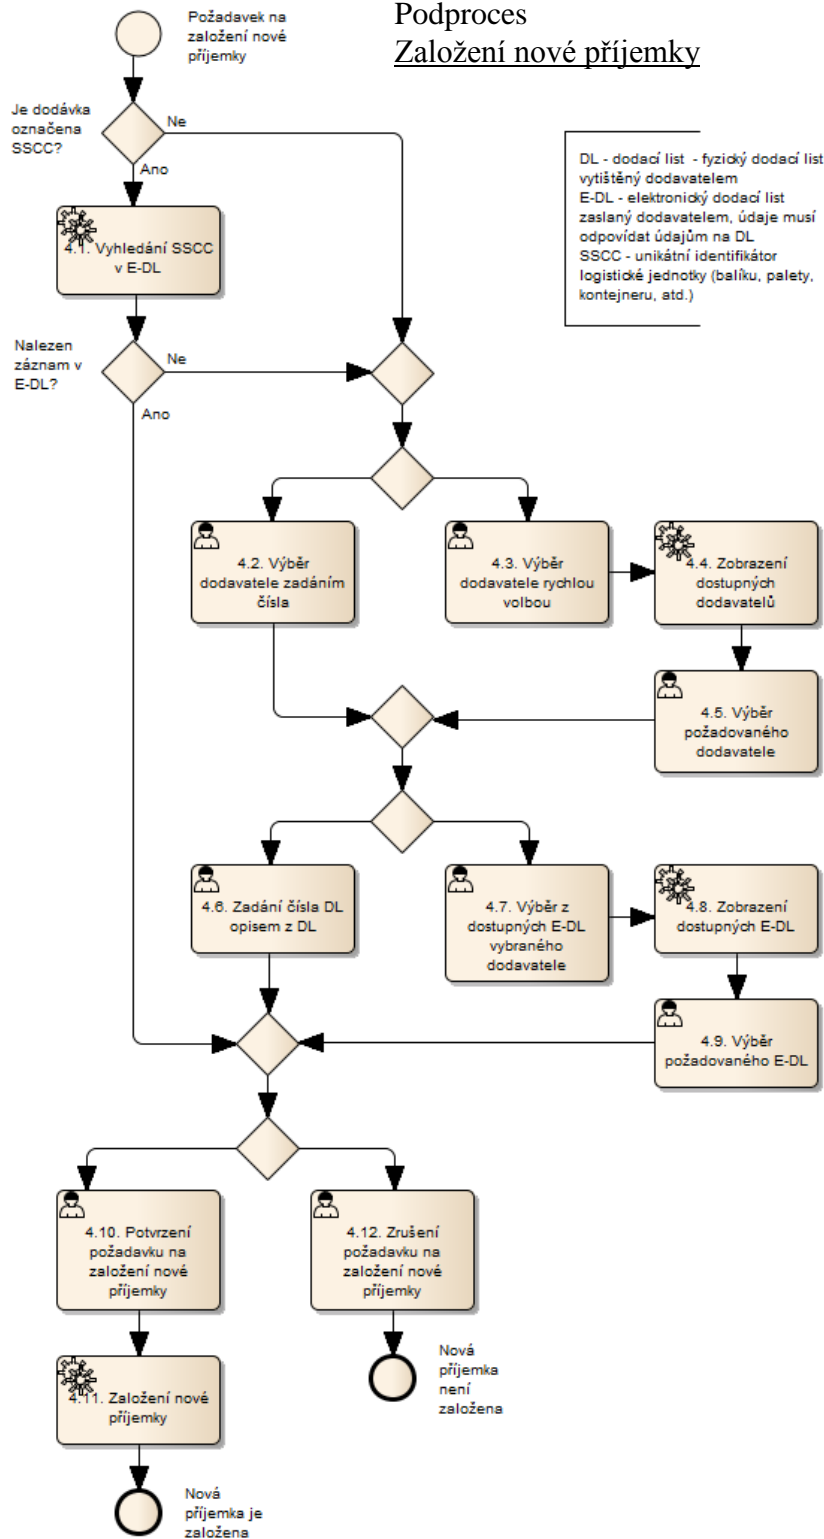 Podproces
Založení nové příjemky
Požadavek na
založení nové
příjemky
Je dodávka
označena
SSCC?
Ne
Ano
DL - dodací list  - fyzický dodací list
vytištěný dodavatelem
E-DL - elektronický dodací list
zaslaný dodavatelem, údaje musí
odpovídat údajům na DL
SSCC - unikátní identifikátor
logistické jednotky (balíku, palety,
kontejneru, atd.)
4.1. Vyhledání SSCC
v E-DL
Nalezen
záznam v
E-DL?
Ne
Ano
4.2. Výběr
dodavatele zadáním
čísla
4.3. Výběr
dodavatele rychlou
volbou
4.4. Zobrazení
dostupných
dodavatelů
4.5. Výběr
požadovaného
dodavatele
4.6. Zadání čísla DL
opisem z DL
4.7. Výběr z
dostupných E-DL
vybraného
dodavatele
4.8. Zobrazení
dostupných E-DL
4.9. Výběr
požadovaného E-DL
4.10. Potvrzení
požadavku na
založení nové
příjemky
4.12. Zrušení
požadavku na
založení nové
příjemky
4.11. Založení nové
příjemky
Nová
příjemka
není
založena
Nová
příjemka je
založena